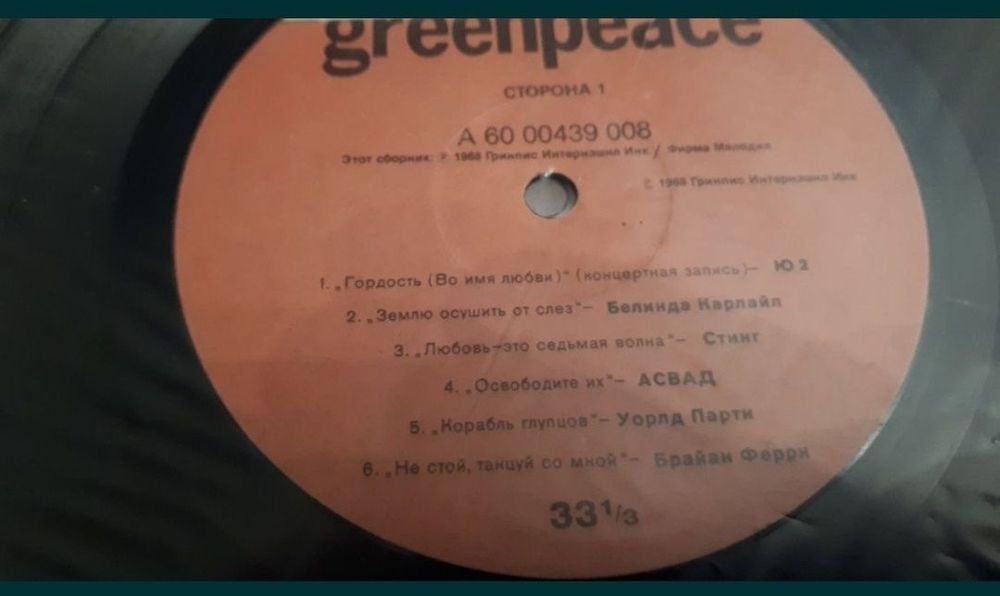 greenpeace
СТОРОНА 1
А 60 00439 008
Этот сборник: ℗ 1988 Гринпис Интернэшнл Инк / Фирма Мелодия
© 1988 Гринпис Интернэшнл Инк
1. „Гордость (Во имя любви)“ (концертная запись)– Ю 2
2. „Землю осушить от слез“– Белинда Карлайл
3. „Любовь–это седьмая волна“– Стинг
4. „Освободите их“– АСВАД
5. „Корабль глупцов“– Уорлд Парти
6. „Не стой, танцуй со мной“– Брайан Ферри
33 1/3